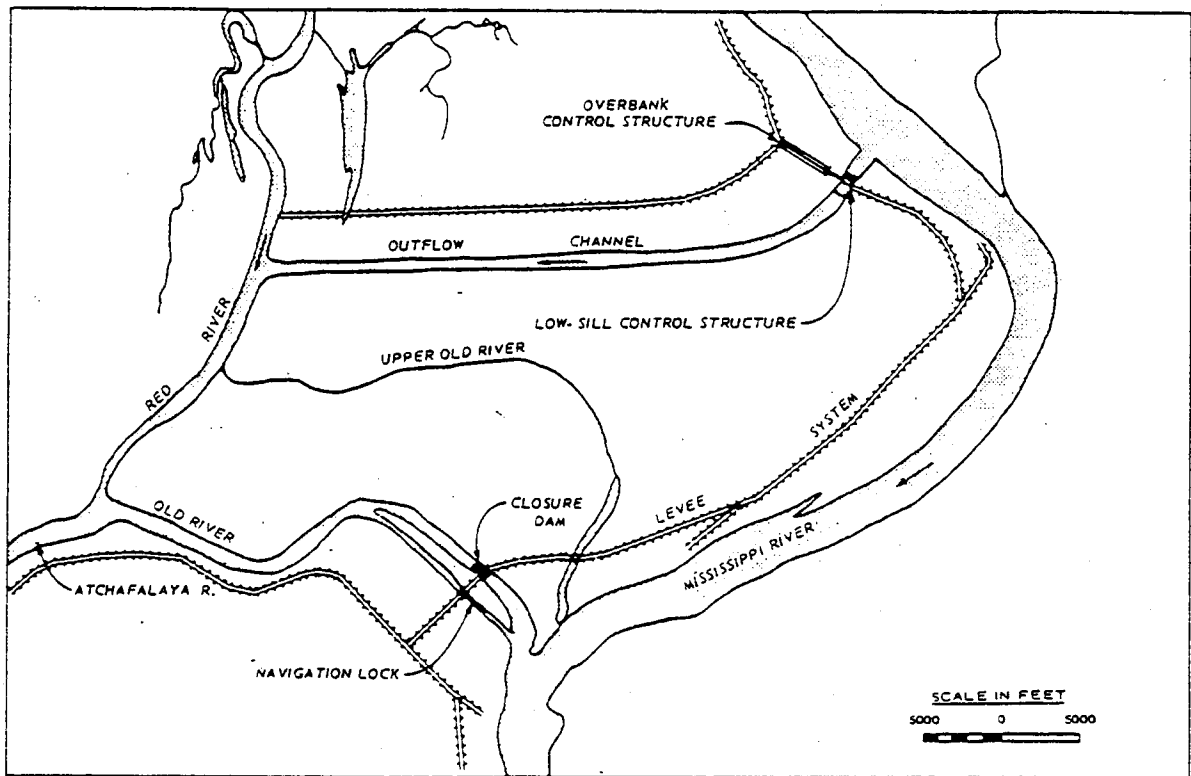 OVERBANK
CONTROL STRUCTURE
OUTFLOW CHANNEL
LOW-SILL CONTROL STRUCTURE
RED RIVER
UPPER OLD RIVER
LEVEE SYSTEM
CLOSURE
DAM
OLD RIVER
MISSISSIPPI RIVER
ATCHAFALAYA R.
NAVIGATION LOCK
SCALE IN FEET
5000 0 5000